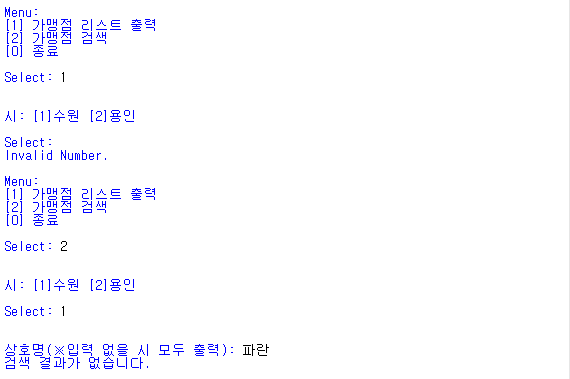 Menu:
[1] 가맹점 리스트 출력
[2] 가맹점 검색
[0] 종료
Select: 1
시: [1]수원 [2]용인
Select:
Invalid Number.
Menu:
[1] 가맹점 리스트 출력
[2] 가맹점 검색
[0] 종료
Select: 2
시: [1]수원 [2]용인
Select: 1
상호명(※입력 없을 시 모두 출력): 파란
검색 결과가 없습니다.